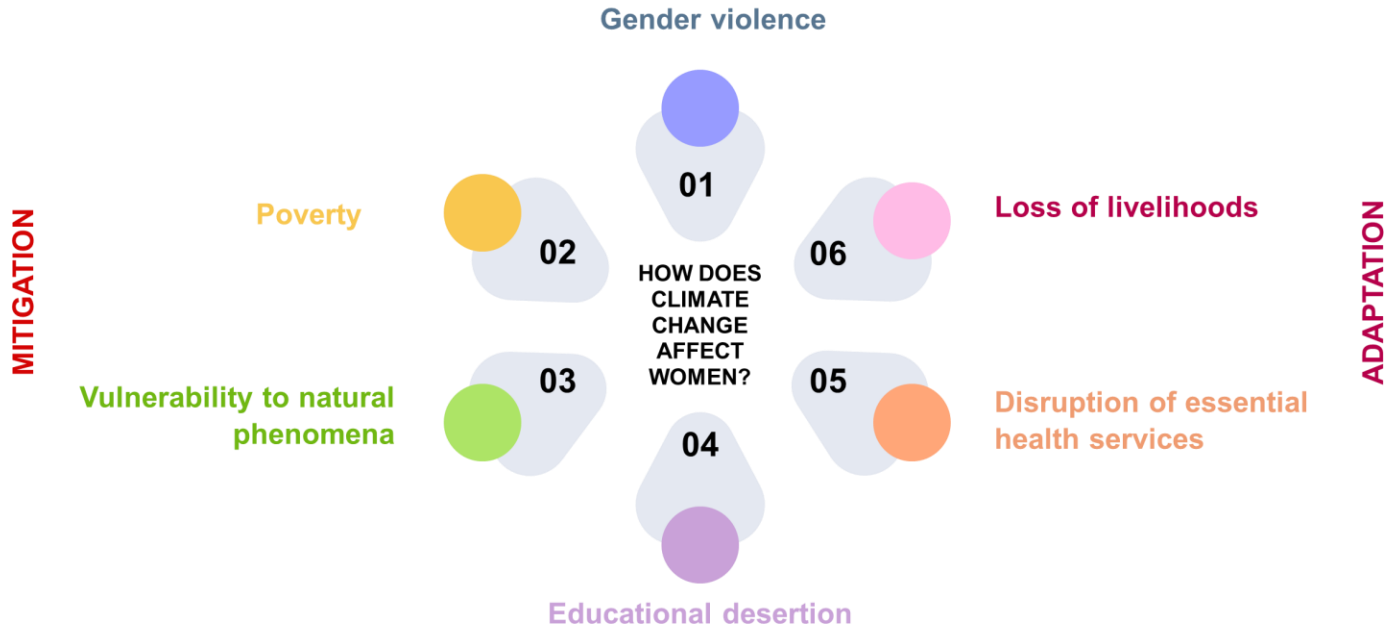 Gender violence
01
Poverty
02
MITIGATION
Vulnerability to natural
phenomena
03
HOW DOES
CLIMATE
CHANGE
AFFECT
WOMEN?
04
Educational desertion
05
Disruption of essential
health services
06
Loss of livelihoods
ADAPTATION